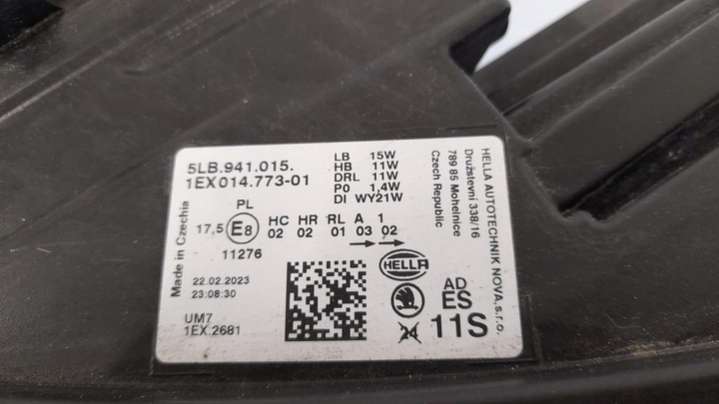 5LB.941.015.
1EX 014.773-01
LB 15W
HB 11W
DRL 11W
P0 1,4W
DI WY21W
HELLA AUTOTECHNIK NOVA,s.r.o.
Družstevní 338/16
789 85 Mohelnice
Czech Republic
Made in Czechia
PL
17,5 E8 HC HR RL A 1
02 02 01 03 02
11276
22.02.2023
23:08:30
UM7
1EX.2681
HELLA
AD
ES
11S